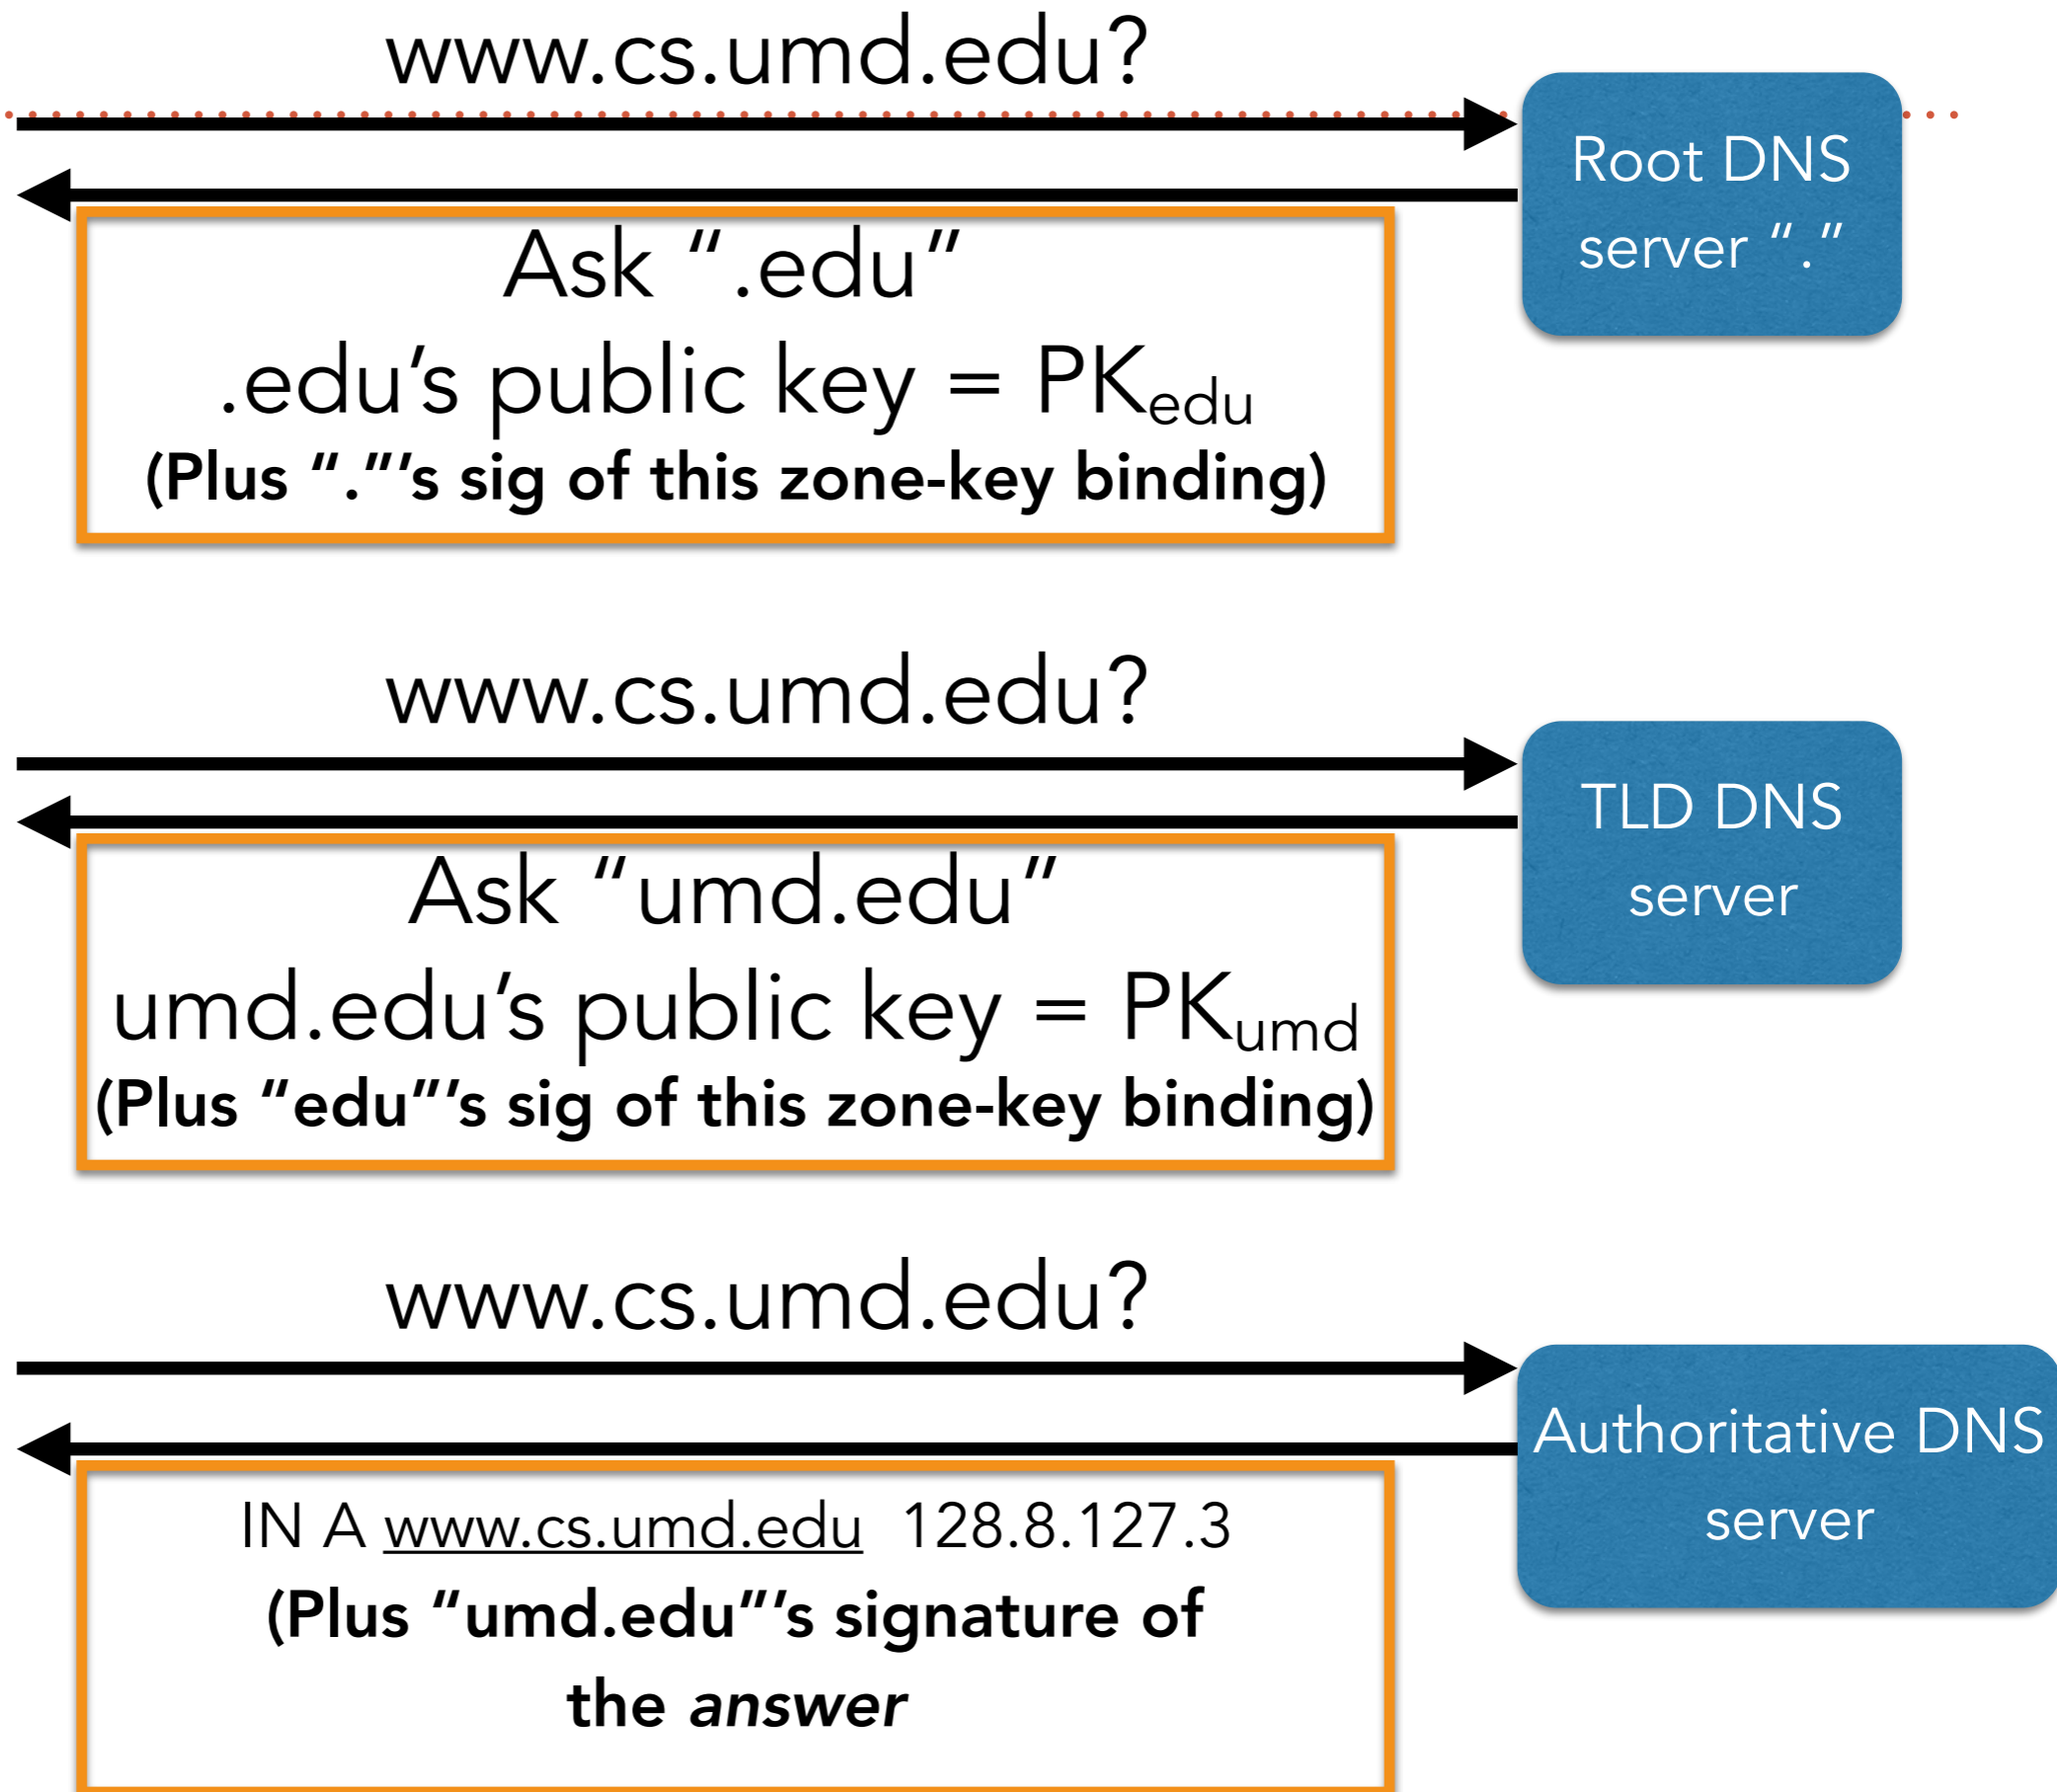 www.cs.umd.edu?
Root DNS
server “.”
Ask “.edu”
.edu’s public key = PKedu
(Plus “.”’s sig of this zone-key binding)
www.cs.umd.edu?
TLD DNS
server
Ask “umd.edu”
umd.edu’s public key = PKumd
(Plus “edu”’s sig of this zone-key binding)
www.cs.umd.edu?
Authoritative DNS
server
IN A www.cs.umd.edu 128.8.127.3
(Plus “umd.edu”’s signature of
the answer